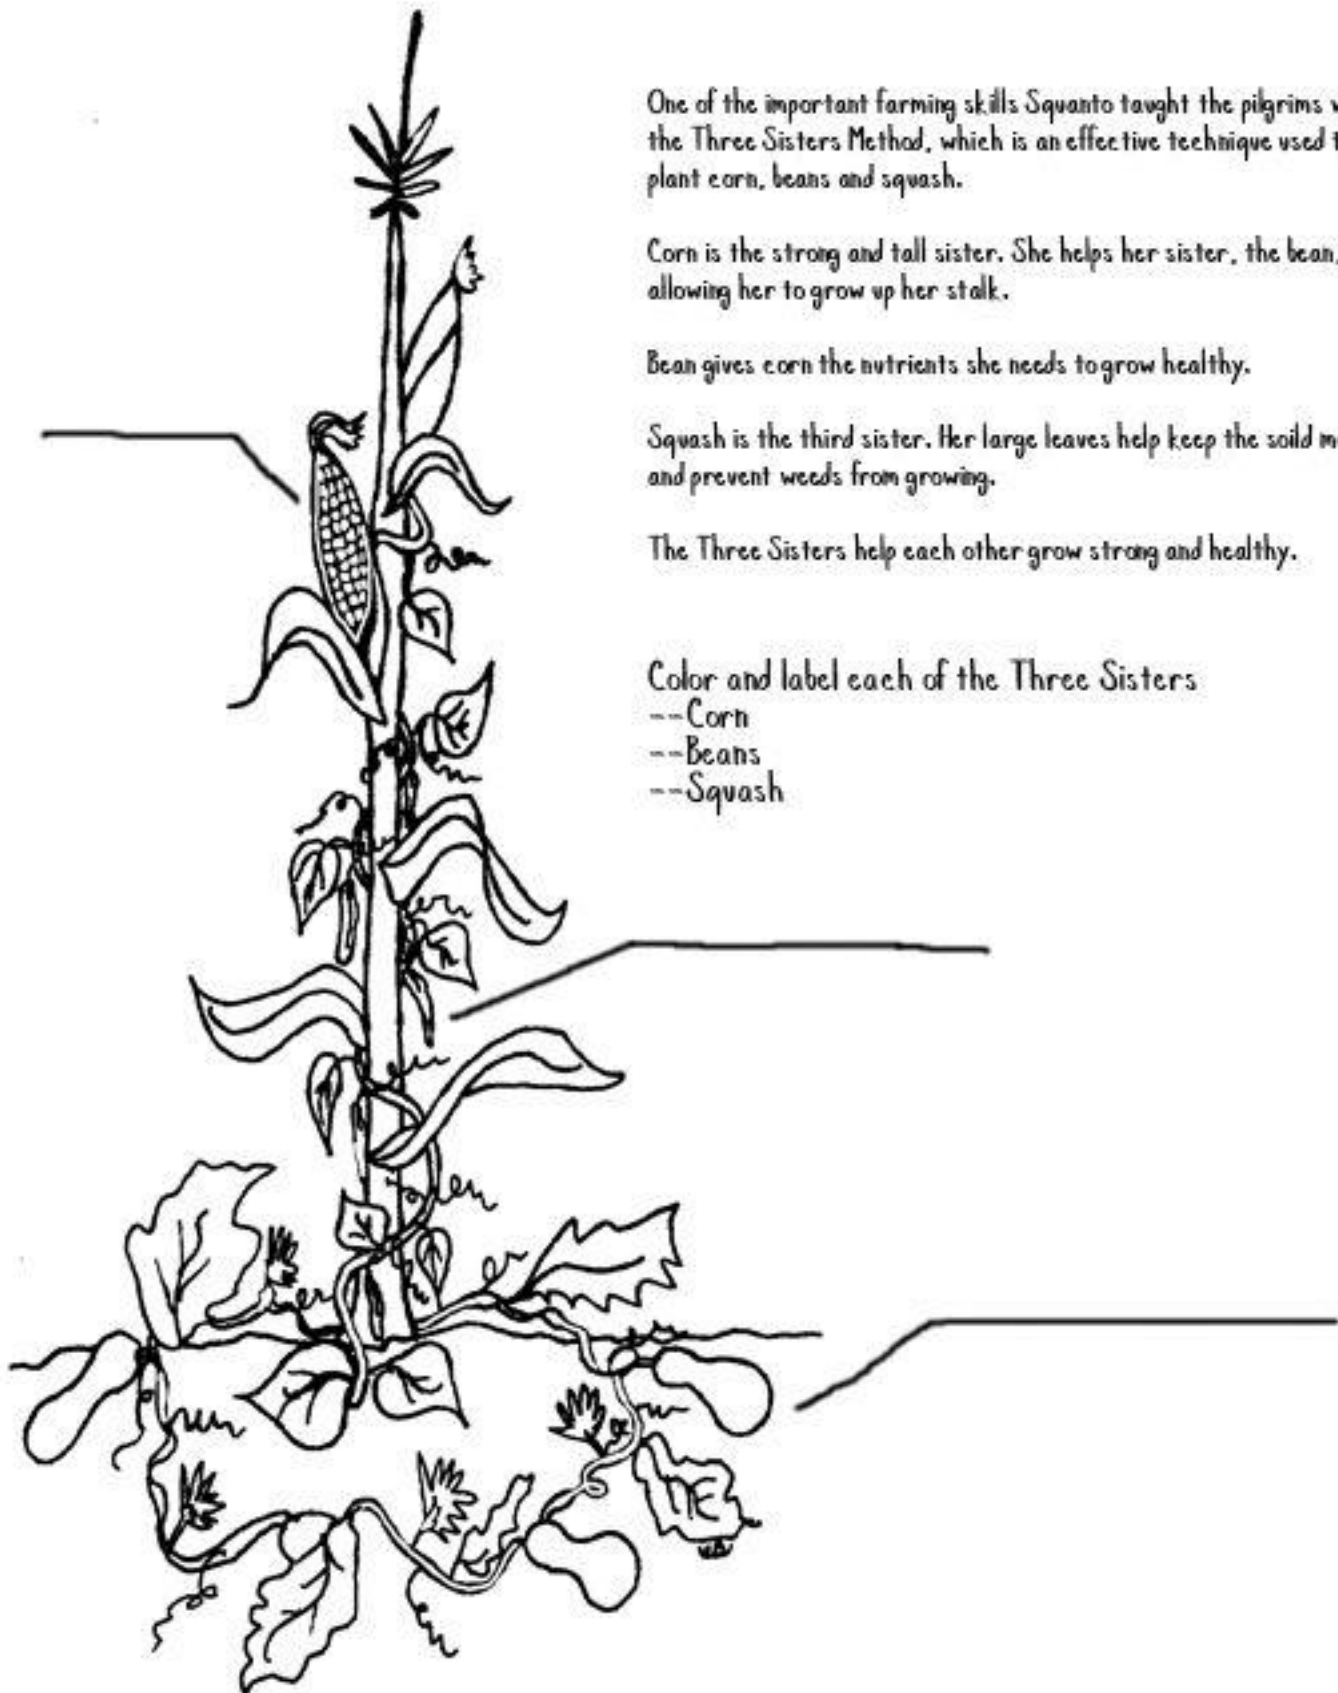 One of the important farming skills Squanto taught the pilgrims
the Three Sisters Method, which is an effective technique used
plant corn, beans and squash.
Corn is the strong and tall sister. She helps her sister, the bean,
allowing her to grow up her stalk.
Bean gives corn the nutrients she needs to grow healthy.
Squash is the third sister. Her large leaves help keep the soild
and prevent weeds from growing.
The Three Sisters help each other grow strong and healthy.
Color and label each of the Three Sisters
--Corn
--Beans
--Squash